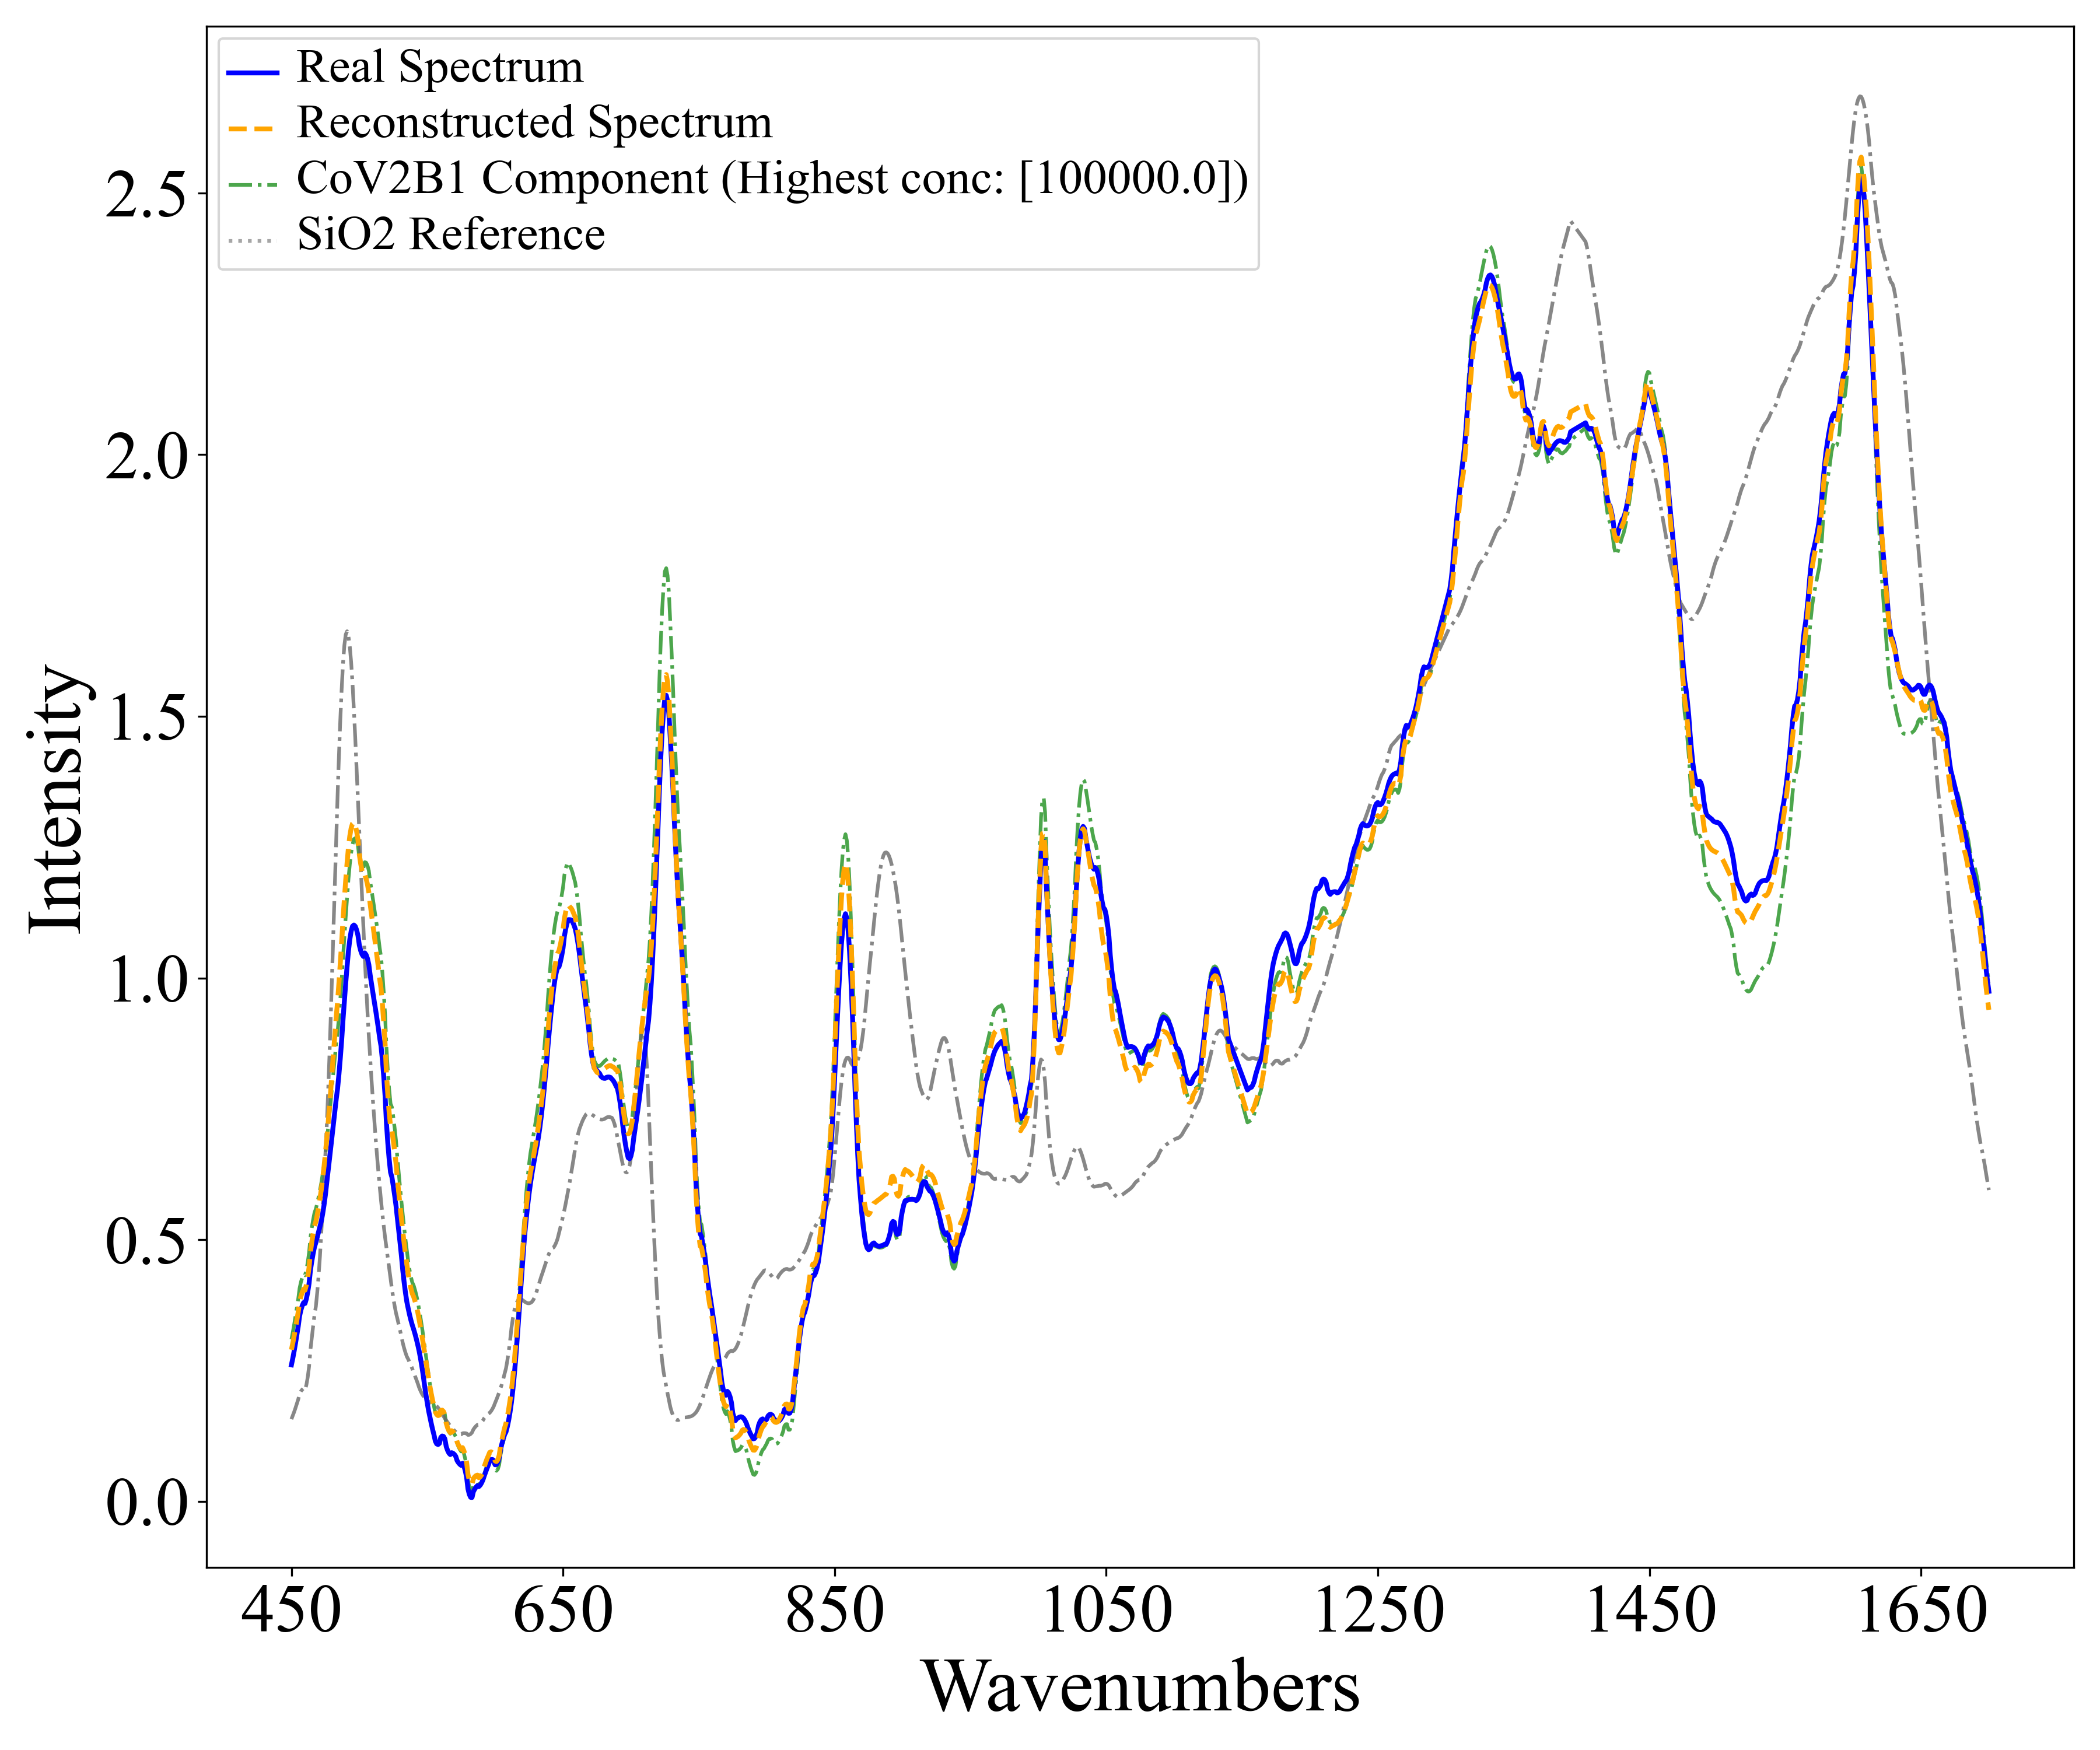 Real Spectrum
Reconstructed Spectrum
CoV2B1 Component (Highest conc: [100000.0])
SiO2 Reference
Intensity
2.5
2.0
1.5
1.0
0.5
0.0
450 650 850 1050 1250 1450 1650
Wavenumbers